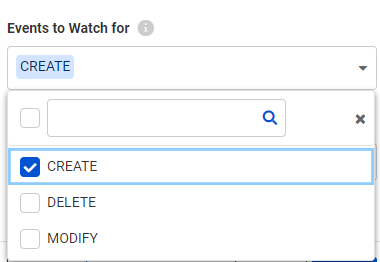 Events to Watch for
CREATE
CREATE
DELETE
MODIFY